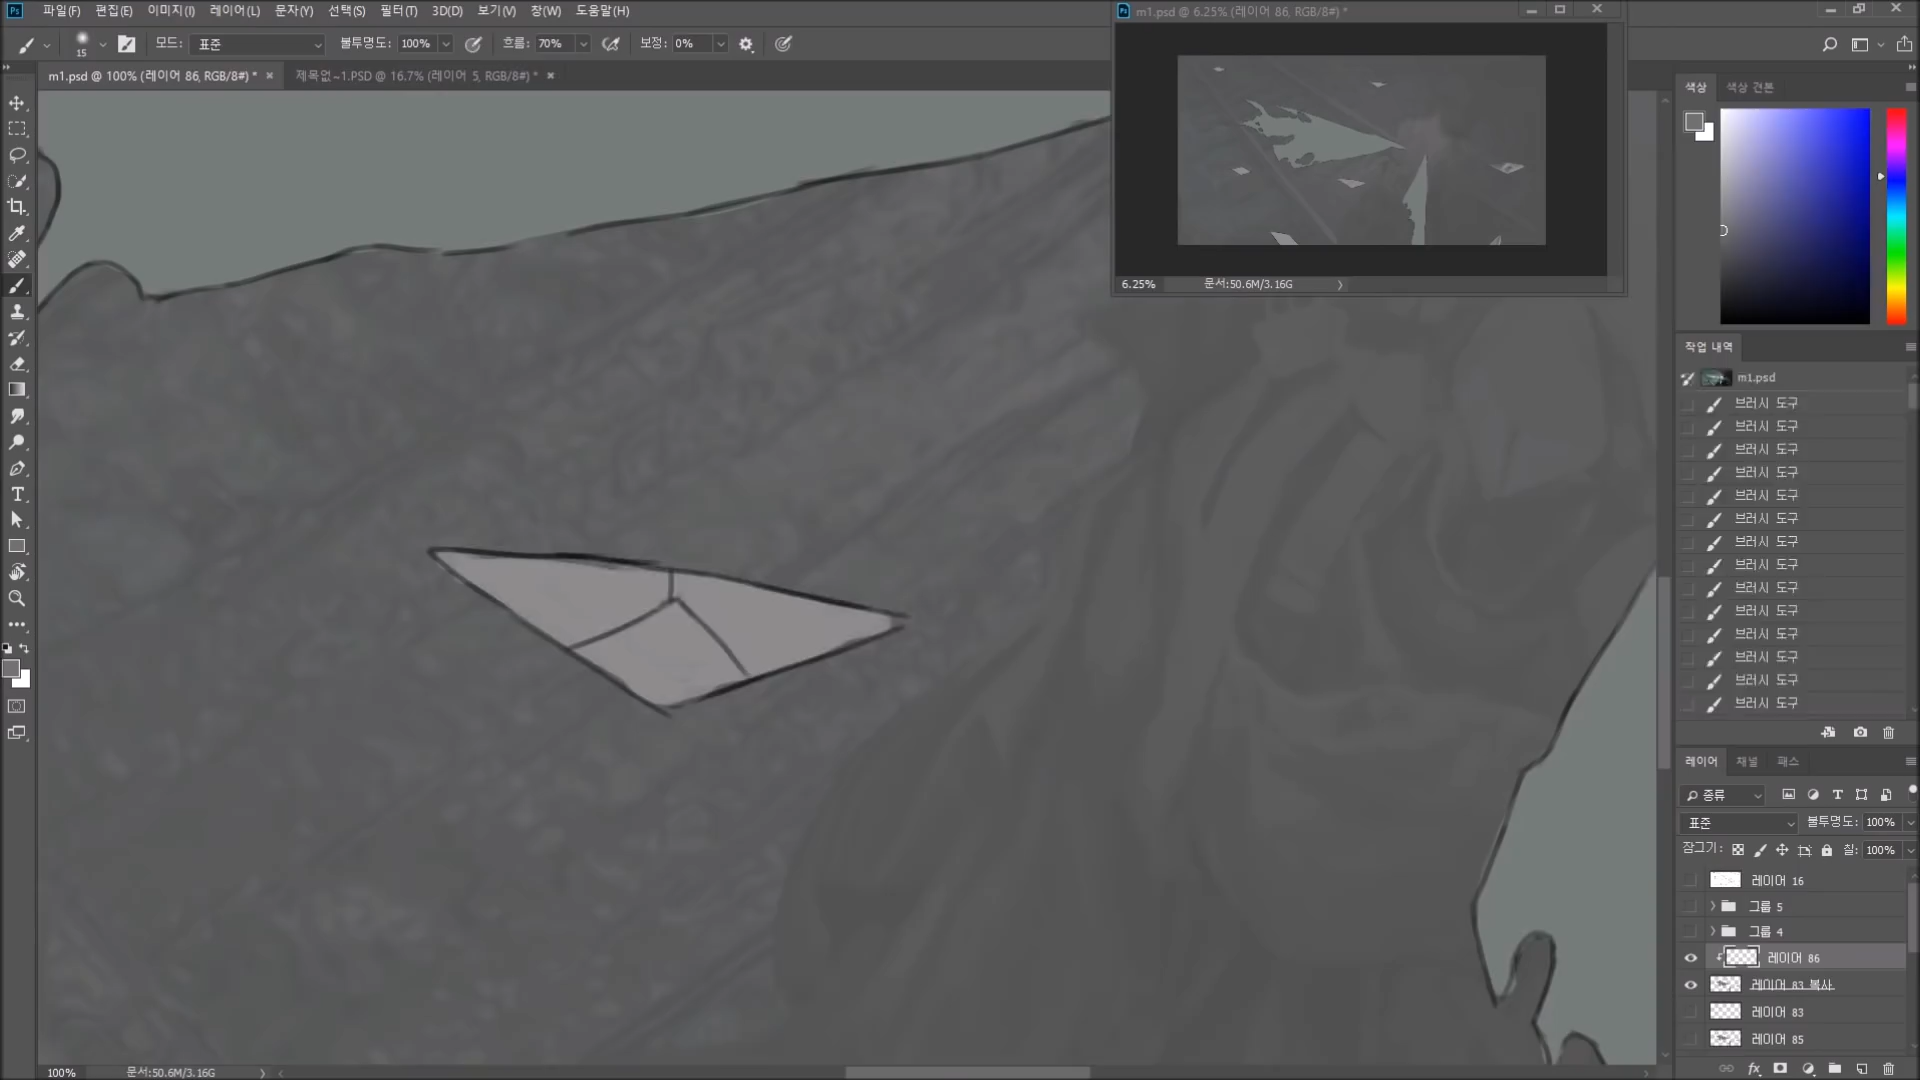 Ps 파일(F) 편집(E) 이미지(I) 레이어(L) 문자(Y) 선택(S) 필터(T) 3D(D) 보기(V) 창(W) 도움말(H)
Ps m1.psd @ 6.25% (레이어 86, RGB/8#) *
15 모드: 표준 불투명도: 100% 흐름: 70% 보정: 0%
m1.psd @ 100% (레이어 86, RGB/8#) * 제목없~1.PSD @ 16.7% (레이어 5, RGB/8#) *
색상 색상 견본
6.25% 문서:50.6M/3.16G
작업 내역
m1.psd
브러시 도구
브러시 도구
브러시 도구
브러시 도구
브러시 도구
브러시 도구
브러시 도구
브러시 도구
브러시 도구
브러시 도구
브러시 도구
브러시 도구
브러시 도구
브러시 도구
레이어 채널 패스
종류
표준 불투명도: 100%
잠그기: 칠: 100%
레이어 16
그룹 5
그룹 4
레이어 86
레이어 83 복사
레이어 83
레이어 85
fx
100% 문서:50.6M/3.16G